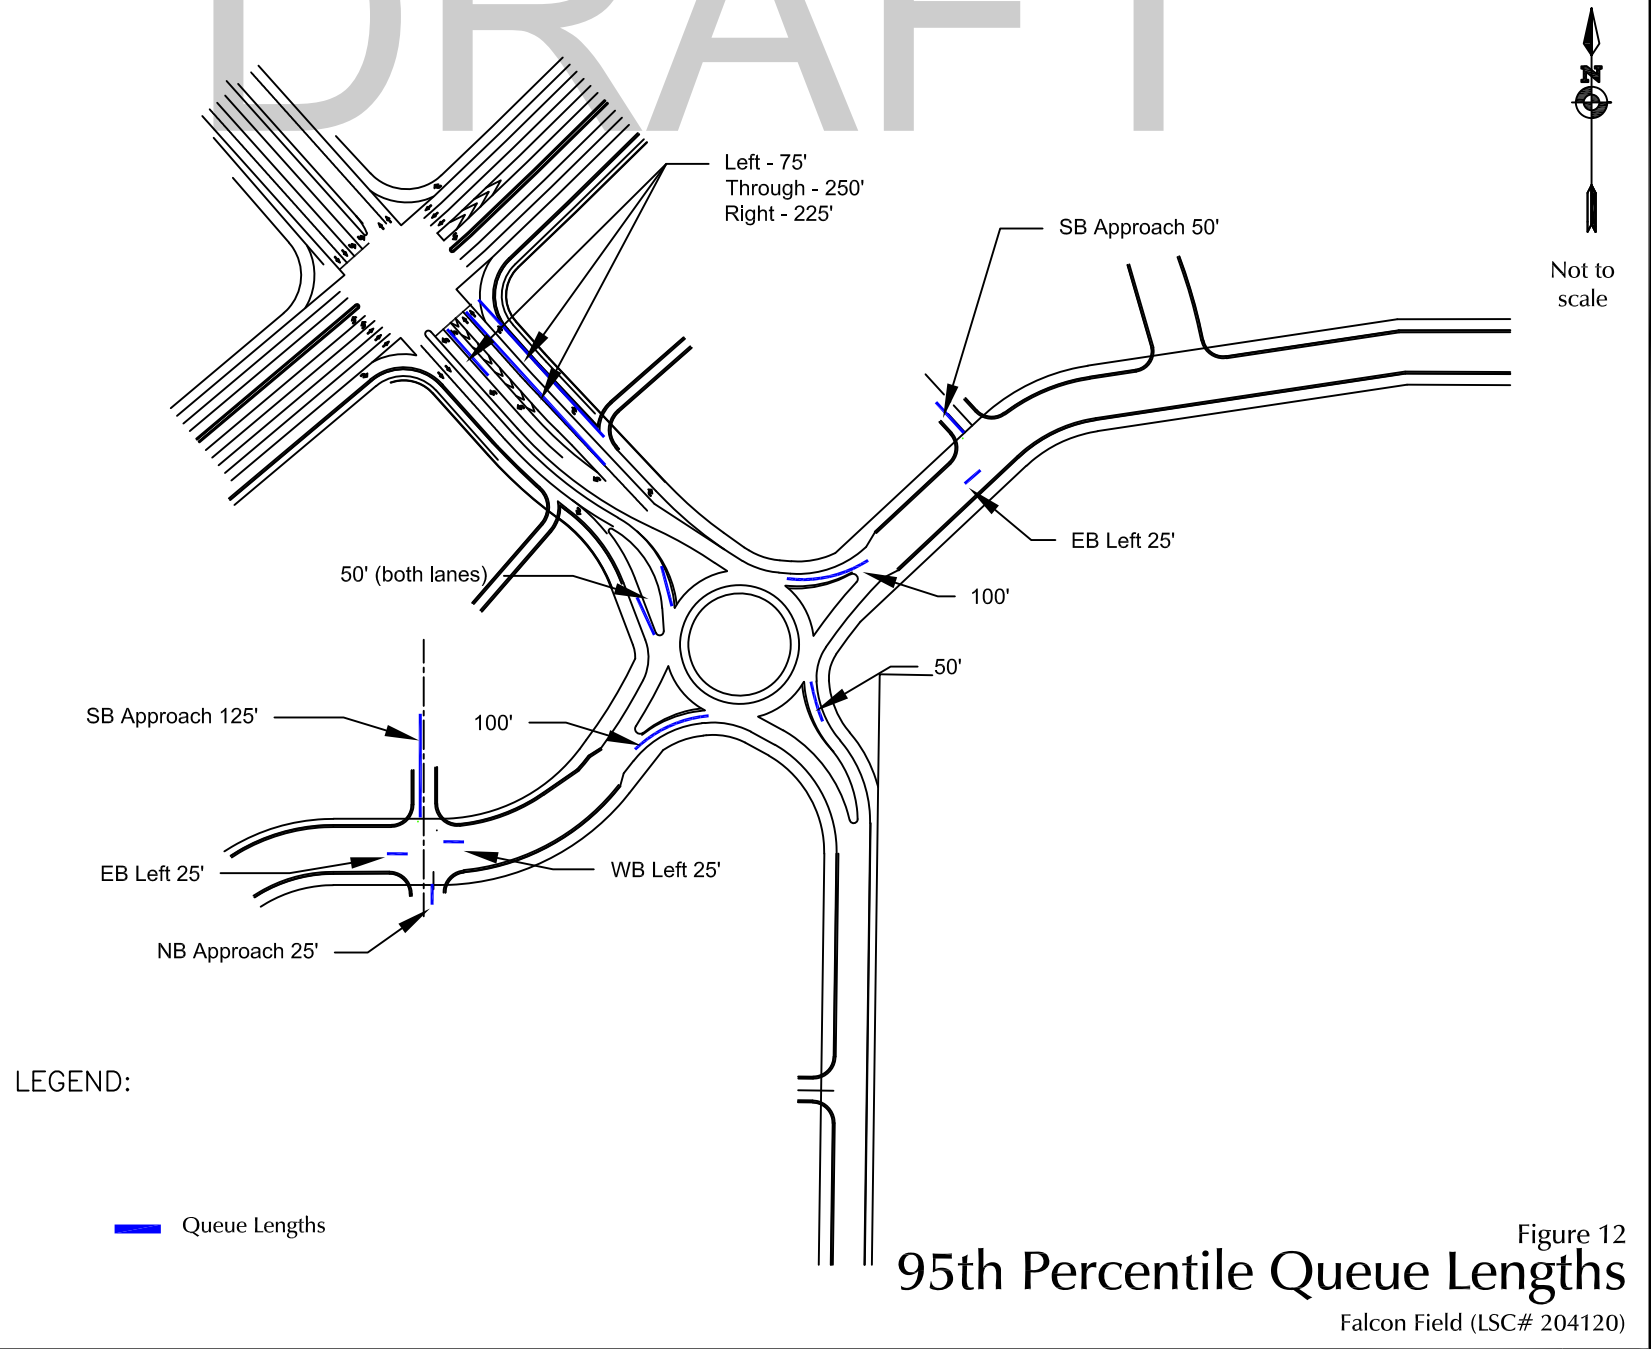 DRAFT
N
Not to
scale
Left - 75'
Through - 250'
Right - 225'
SB Approach 50'
EB Left 25'
50' (both lanes)
100'
50'
SB Approach 125'
100'
EB Left 25'
WB Left 25'
NB Approach 25'
LEGEND:
Queue Lengths
Figure 12
95th Percentile Queue Lengths
Falcon Field (LSC# 204120)